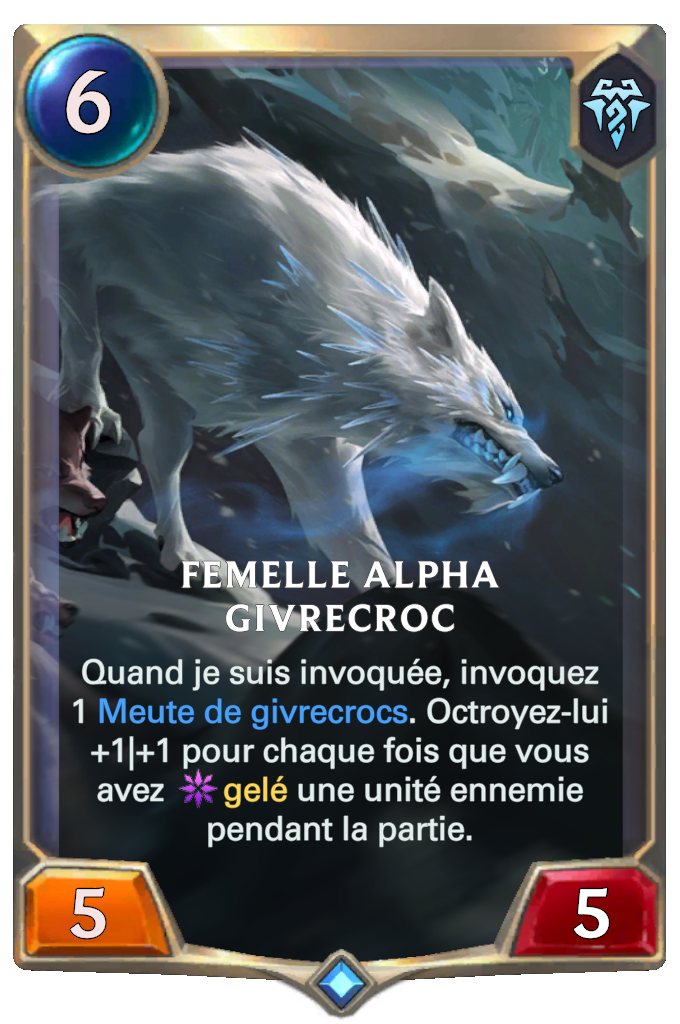 6
FEMELLE ALPHA
GIVRECROC
Quand je suis invoquée, invoquez
1 Meute de givrecrocs. Octroyez-lui
+1|+1 pour chaque fois que vous
avez gelé une unité ennemie
pendant la partie.
5
5